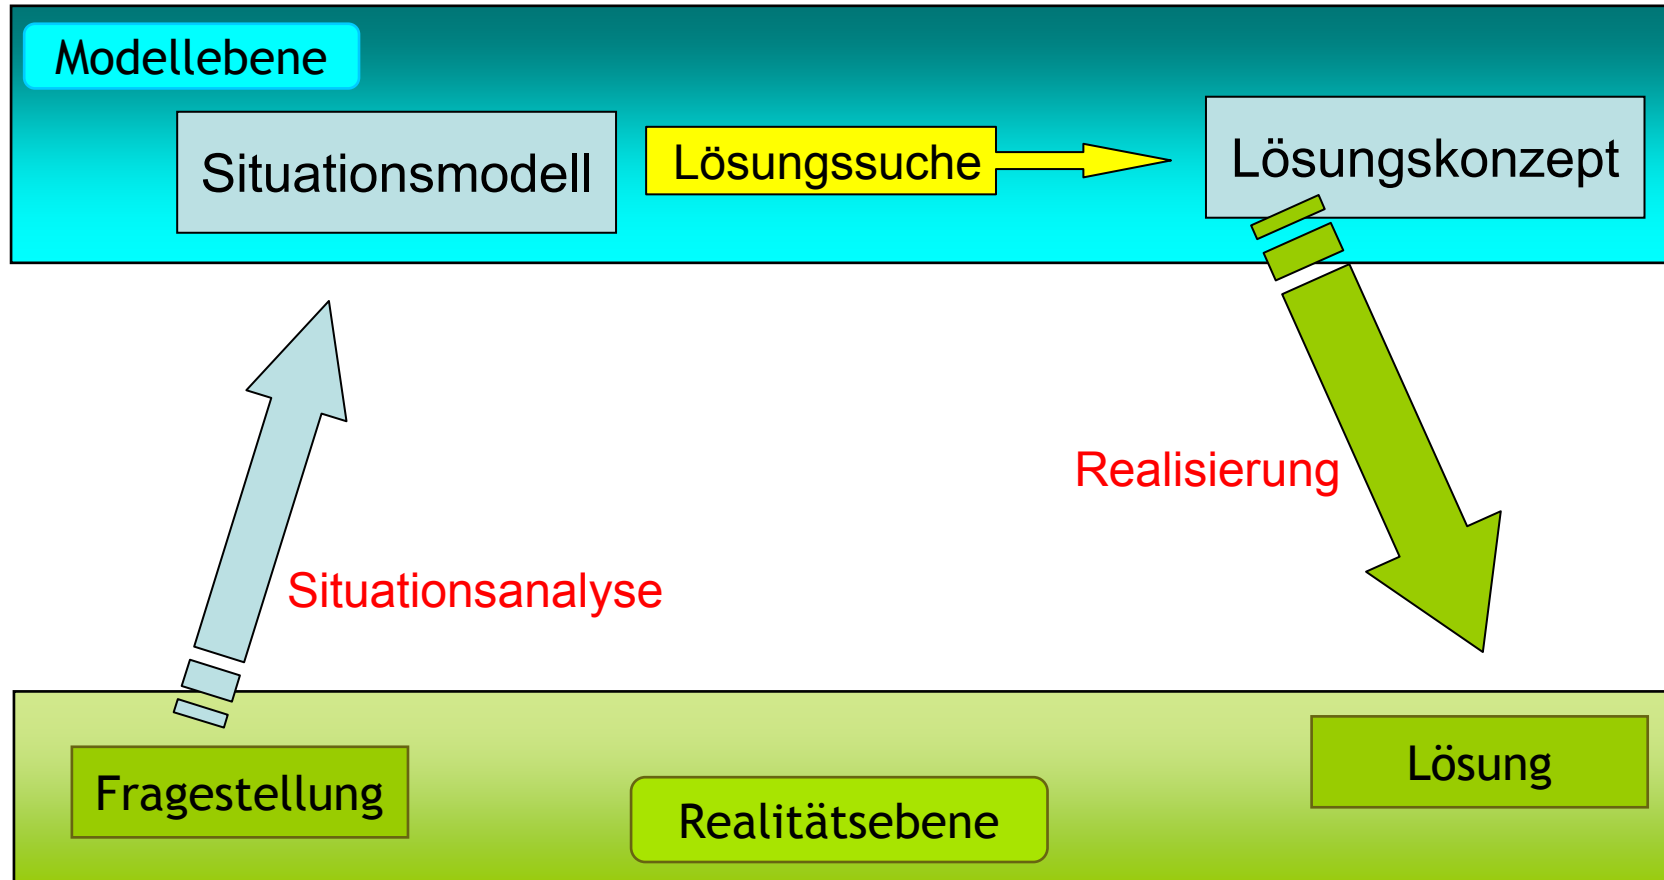 Modellebene
Situationsmodell
Lösungssuche
Lösungskonzept
Realisierung
Situationsanalyse
Fragestellung
Realitätsebene
Lösung